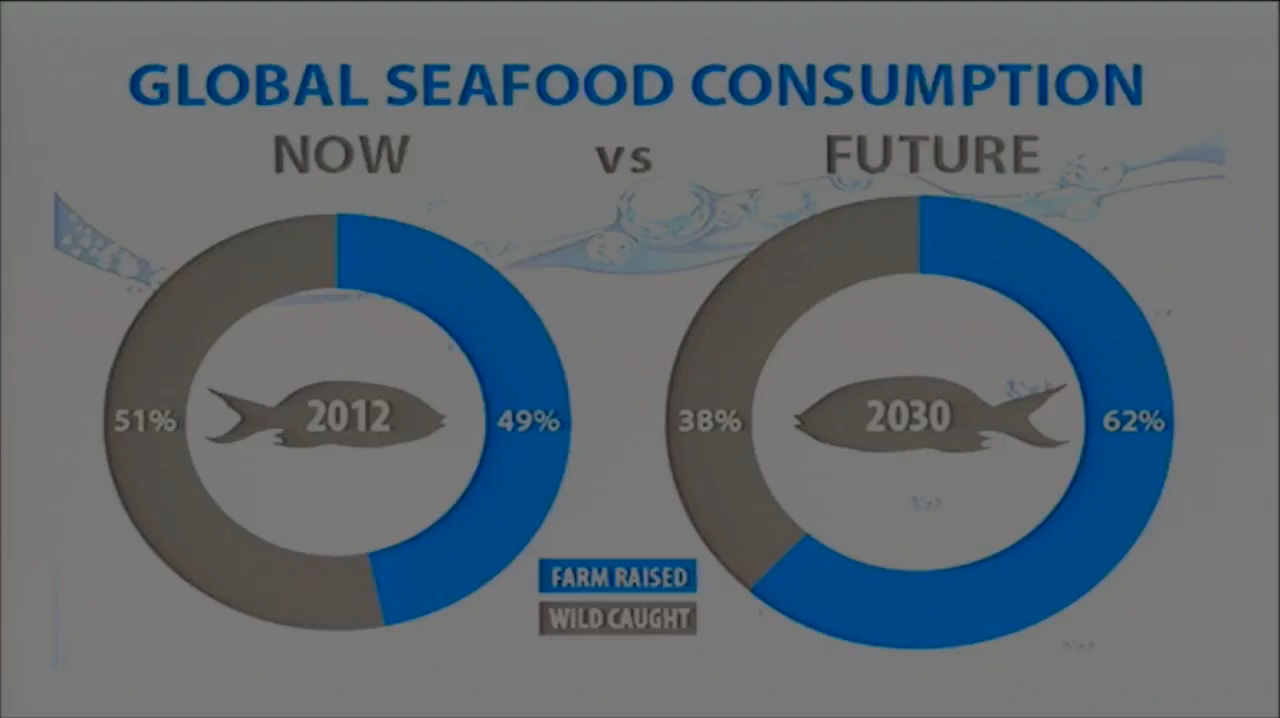 GLOBAL SEAFOOD CONSUMPTION
NOW vs FUTURE
51% 2012 49%
38% 2030 62%
FARM RAISED
WILD CAUGHT